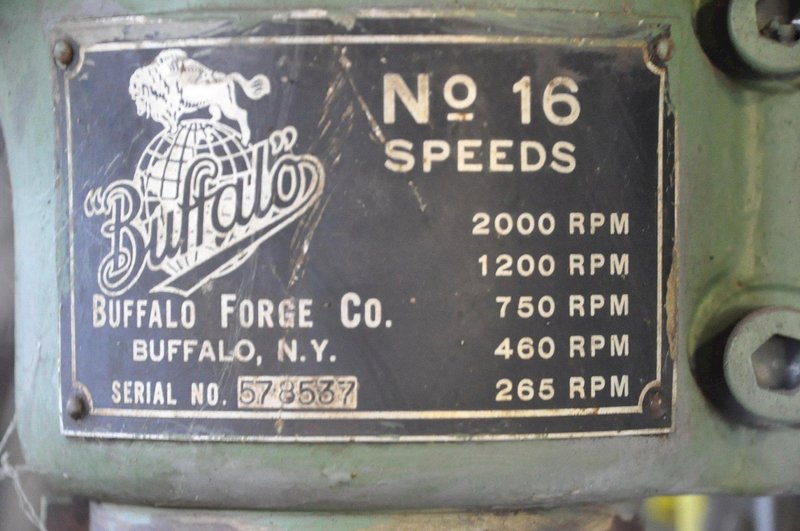 "Buffalo"
BUFFALO FORGE CO.
BUFFALO, N.Y.
SERIAL NO. 578537
No 16
SPEEDS
2000 RPM
1200 RPM
750 RPM
460 RPM
265 RPM